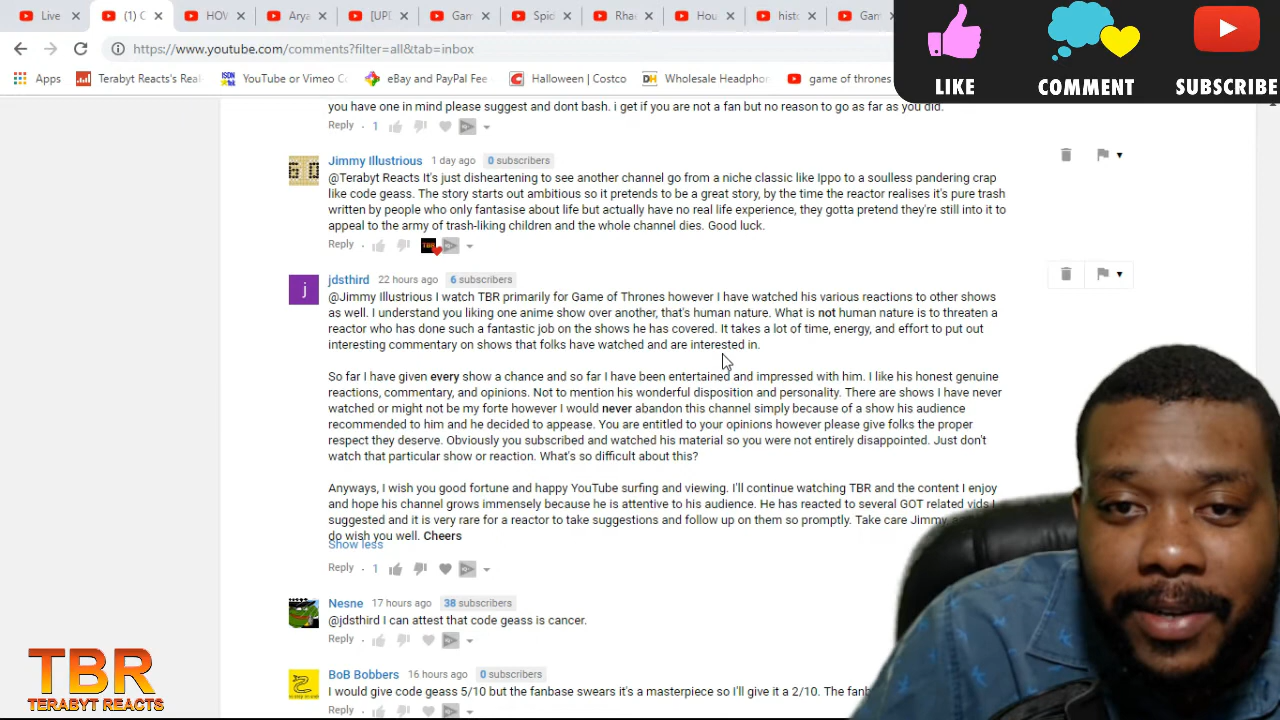 Live
(1) C
HOV
Arya
[UPD
Gam
Spid
Rhae
Hou
histo
Gam
https://www.youtube.com/comments?filter=all&tab=inbox
Apps
Terabyt Reacts's Rea
YouTube or Vimeo C
eBay and PayPal Fee
Halloween | Costco
Wholesale Headphor
game of thrones
LIKE
COMMENT
SUBSCRIBE
you have one in mind please suggest and dont bash. i get if you are not a fan but no reason to go as far as you did.
Reply · 1
Jimmy Illustrious 1 day ago 0 subscribers
@Terabyt Reacts It's just disheartening to see another channel go from a niche classic like Ippo to a soulless pandering crap
like code geass. The story starts out ambitious so it pretends to be a great story, by the time the reactor realises it's pure trash
written by people who only fantasise about life but actually have no real life experience, they gotta pretend they're still into it to
appeal to the army of trash-liking children and the whole channel dies. Good luck.
Reply ·
TBR
j
jdsthird 22 hours ago 6 subscribers
@Jimmy Illustrious I watch TBR primarily for Game of Thrones however I have watched his various reactions to other shows
as well. I understand you liking one anime show over another, that's human nature. What is not human nature is to threaten a
reactor who has done such a fantastic job on the shows he has covered. It takes a lot of time, energy, and effort to put out
interesting commentary on shows that folks have watched and are interested in.
So far I have given every show a chance and so far I have been entertained and impressed with him. I like his honest genuine
reactions, commentary, and opinions. Not to mention his wonderful disposition and personality. There are shows I have never
watched or might not be my forte however I would never abandon this channel simply because of a show his audience
recommended to him and he decided to appease. You are entitled to your opinions however please give folks the proper
respect they deserve. Obviously you subscribed and watched his material so you were not entirely disappointed. Just don't
watch that particular show or reaction. What's so difficult about this?
Anyways, I wish you good fortune and happy YouTube surfing and viewing. I'll continue watching TBR and the content I enjoy
and hope his channel grows immensely because he is attentive to his audience. He has reacted to several GOT related vids I
suggested and it is very rare for a reactor to take suggestions and follow up on them so promptly. Take care Jimmy,
do wish you well. Cheers
Show less
Reply · 1
Nesne 17 hours ago 38 subscribers
@jdsthird I can attest that code geass is cancer.
Reply ·
BoB Bobbers 16 hours ago 0 subscribers
I would give code geass 5/10 but the fanbase swears it's a masterpiece so I'll give it a 2/10. The
Reply ·
TBR
TERABYT REACTS